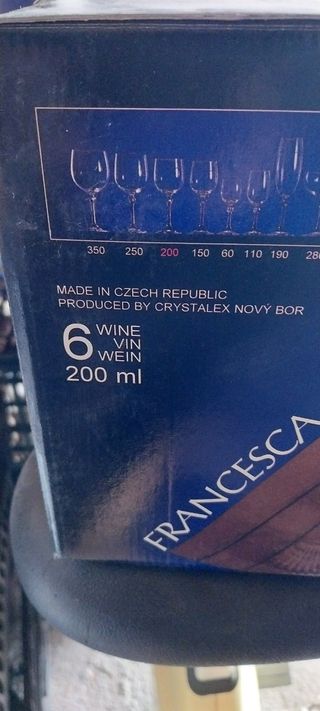 350 250 200 150 60 110 190 280
MADE IN CZECH REPUBLIC
PRODUCED BY CRYSTALEX NOVÝ BOR
6 WINE
VIN
WEIN
200 ml
FRANCESCA